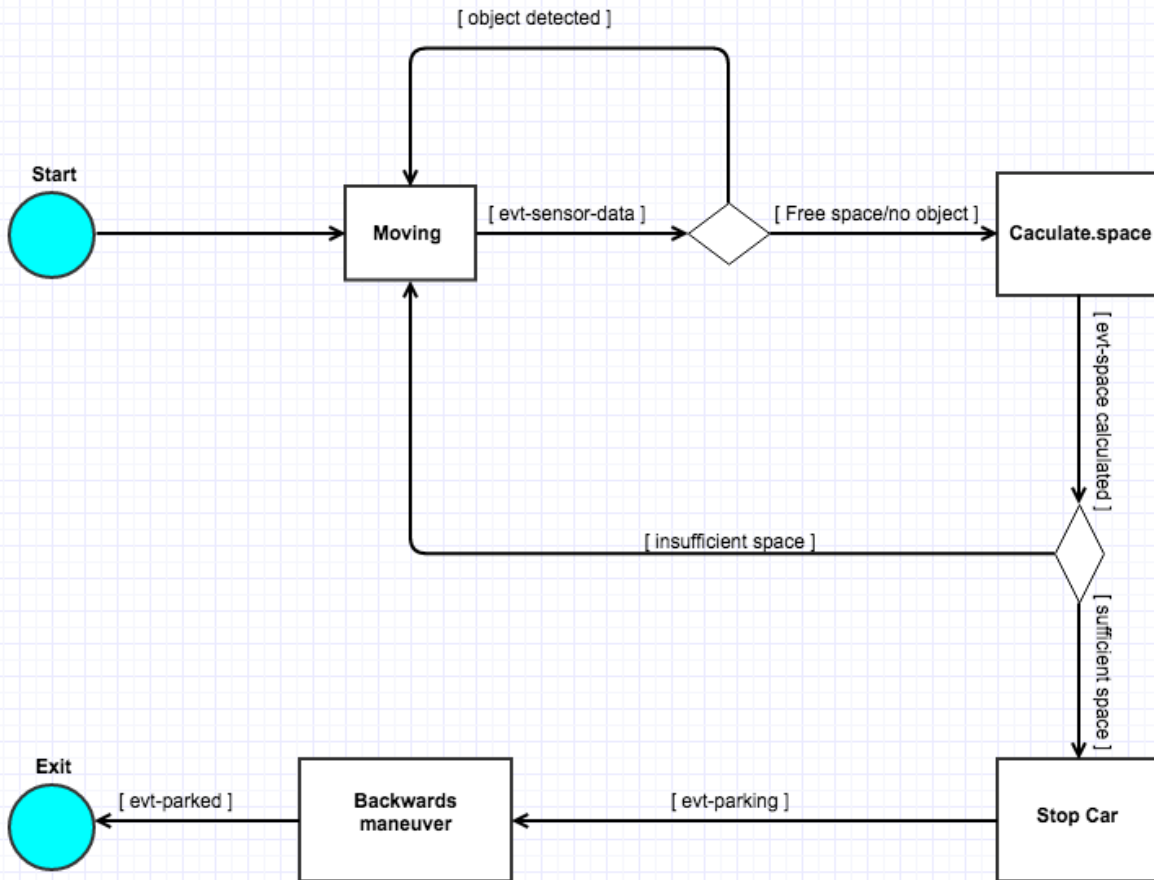 [ object detected ]
Start
Moving
[ evt-sensor-data ]
[ Free space/no object ]
Caculate.space
[ evt-space calculated ]
[ insufficient space ]
[ sufficient space ]
Exit
[ evt-parked ]
Backwards
maneuver
[ evt-parking ]
Stop Car